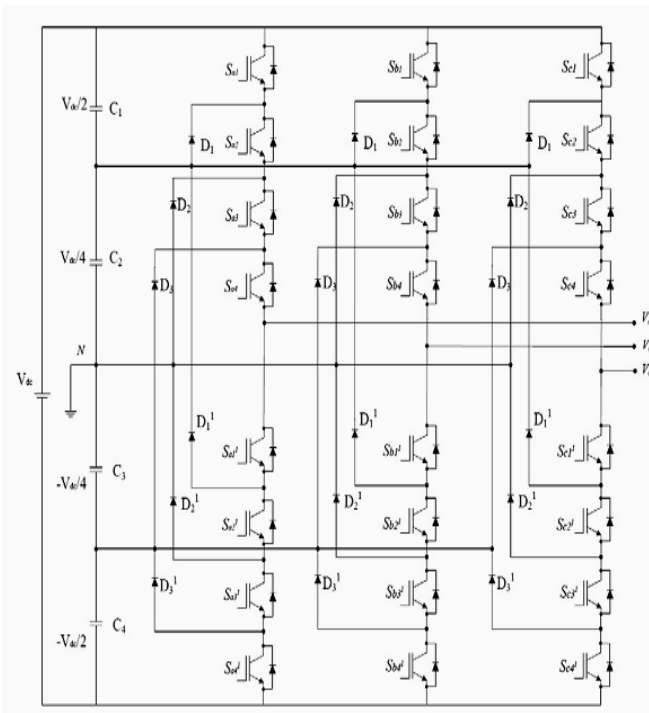 Sa1
Sb1
Sc1
Vdc/2
C1
Sa2
D1
Sb2
D1
Sc2
D1
D2
Sa3
D2
Sb3
D2
Sc3
Vdc/4
C2
D3
Sa4
D3
Sb4
D3
Sc4
N
Vdc
D1¹
Sa1¹
D1¹
Sb1¹
D1¹
Sc1¹
-Vdc/4
C3
D2¹
Sa2¹
D2¹
Sb2¹
D2¹
Sc2¹
D3¹
Sa3¹
D3¹
Sb3¹
D3¹
Sc3¹
-Vdc/2
C4
Sa4¹
Sb4¹
Sc4¹